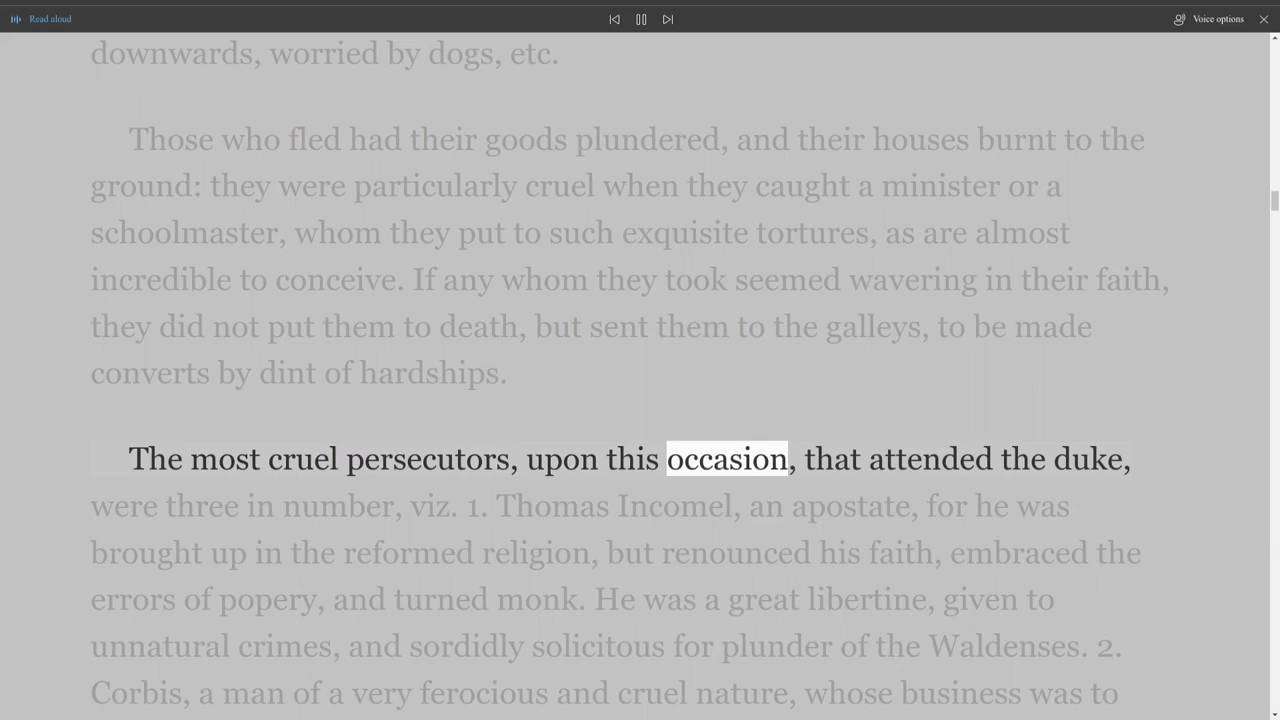 Read aloud
Voice options
downwards, worried by dogs, etc.
Those who fled had their goods plundered, and their houses burnt to the
ground: they were particularly cruel when they caught a minister or a
schoolmaster, whom they put to such exquisite tortures, as are almost
incredible to conceive. If any whom they took seemed wavering in their faith,
they did not put them to death, but sent them to the galleys, to be made
converts by dint of hardships.
The most cruel persecutors, upon this occasion, that attended the duke,
were three in number, viz. 1. Thomas Incomel, an apostate, for he was
brought up in the reformed religion, but renounced his faith, embraced the
errors of popery, and turned monk. He was a great libertine, given to
unnatural crimes, and sordidly solicitous for plunder of the Waldenses. 2.
Corbis, a man of a very ferocious and cruel nature, whose business was to